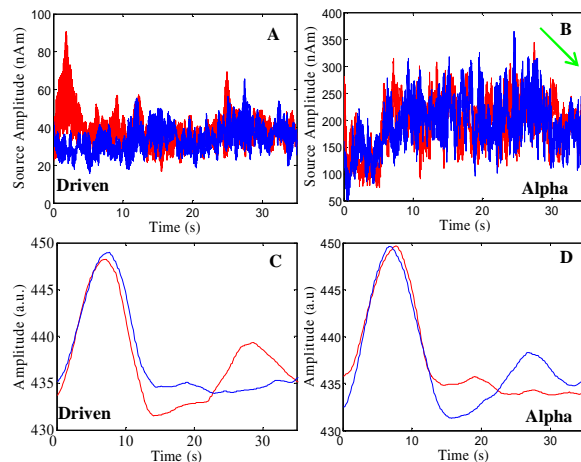 A
Source Amplitude (nAm)
100
80
60
40
20
0
Driven
0
10
20
30
Time (s)
B
Source Amplitude (nAm)
400
350
300
250
200
150
100
50
Alpha
0
10
20
30
Time (s)
C
Amplitude (a.u.)
450
445
440
435
430
Driven
0
10
20
30
Time (s)
D
Amplitude (a.u)
450
445
440
435
430
Alpha
0
10
20
30
Time (s)